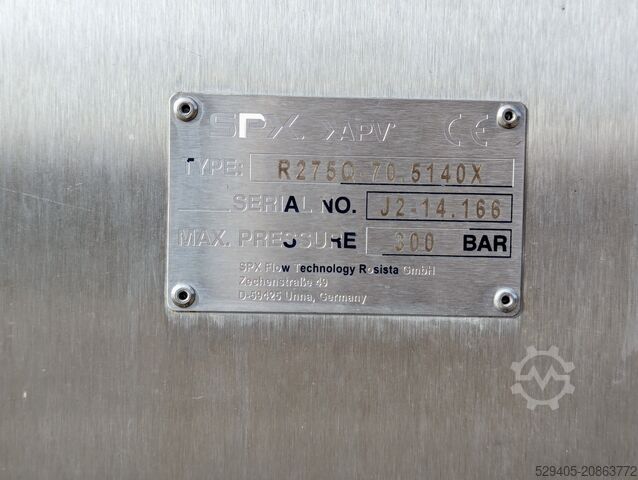 SPX APV CE
TYPE: R275Q-70.5140X
SERIAL NO. J2-14.166
MAX. PRESSURE 300 BAR
SPX Flow Technology Rosista GmbH
Zechenstraße 49
D-59425 Unna, Germany
529405-20863772